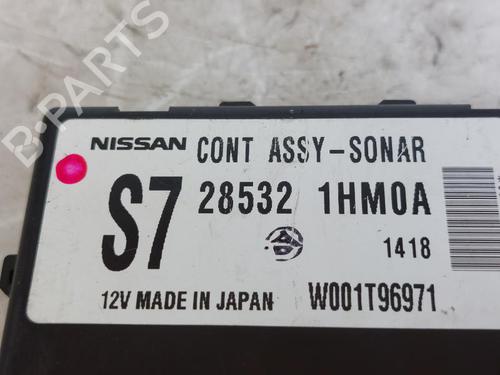 NISSAN CONT ASSY-SONAR
S7 28532 1HM0A
1418
12V MADE IN JAPAN W001T96971
B-PARTS